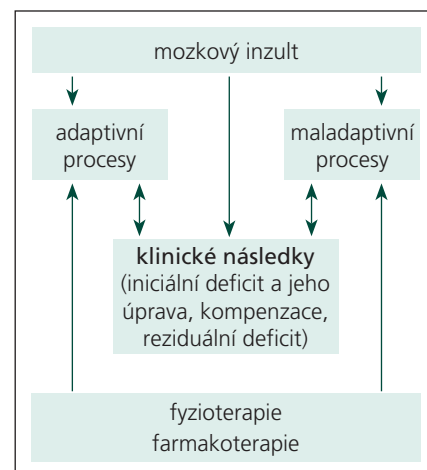 mozkový inzult
adaptivní
procesy
maladaptivní
procesy
klinické následky
(iniciální deficit a jeho
úprava, kompenzace,
reziduální deficit)
fyzioterapie
farmakoterapie